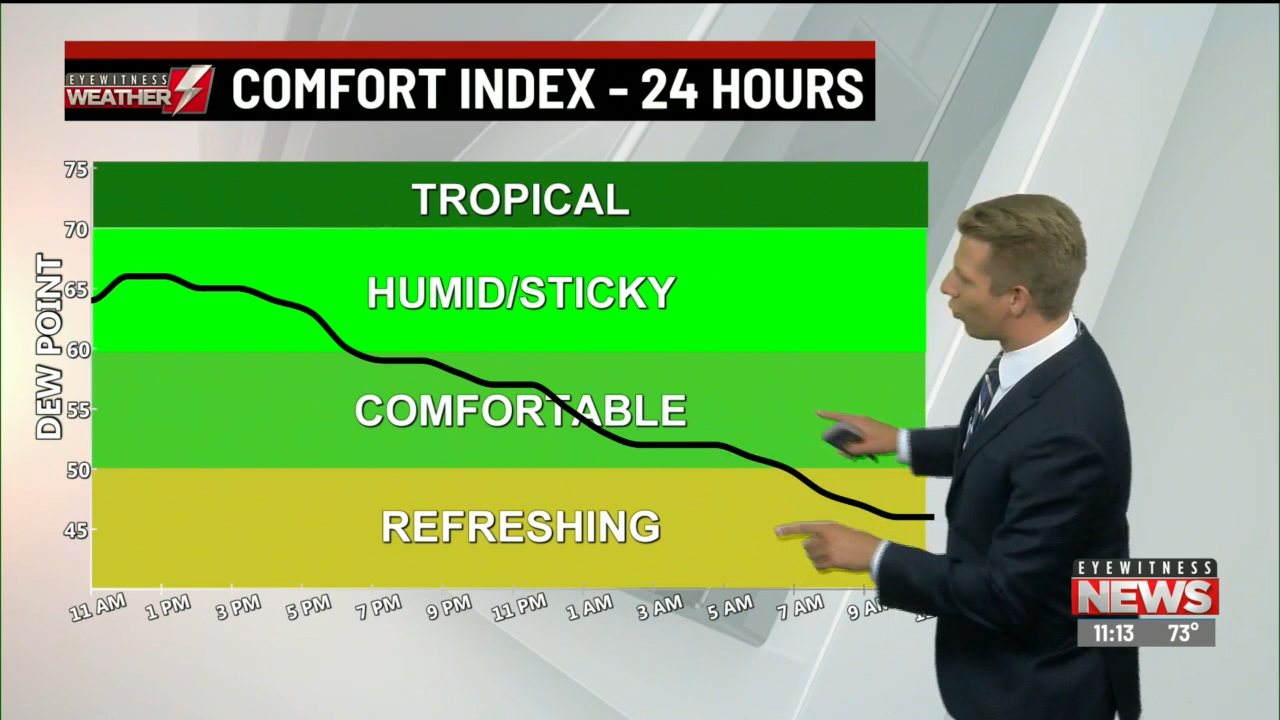 EYEWITNESS
WEATHER
COMFORT INDEX - 24 HOURS
75
TROPICAL
70
65
HUMID/STICKY
DEW POINT
60
55
COMFORTABLE
50
45
REFRESHING
11 AM 1 PM 3 PM 5 PM 7 PM 9 PM 11 PM 1 AM 3 AM 5 AM 7 AM
EYEWITNESS
NEWS
11:13 73°